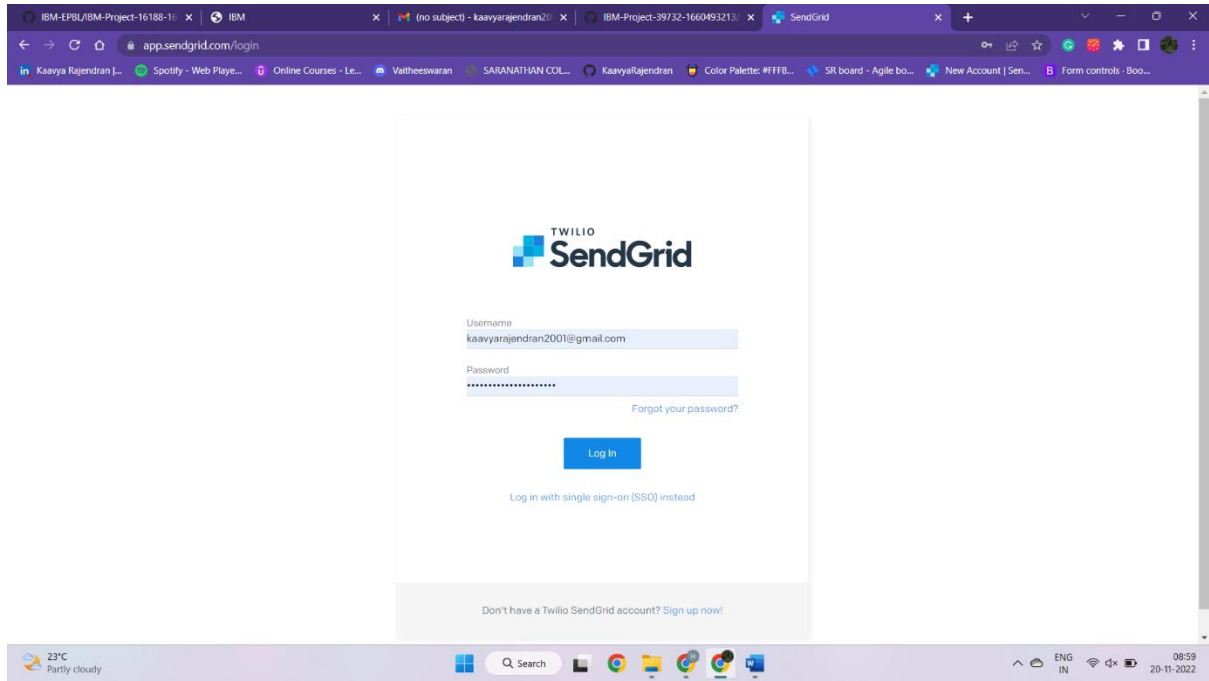 IBM-EPBL/IBM-Project-16188-16
IBM
(no subject) - kaavyarajendran20
IBM-Project-39732-1660493213/
SendGrid
app.sendgrid.com/login
in Kaavya Rajendran |...
Spotify - Web Playe...
Online Courses - Le...
Vaitheeswaran
SARANATHAN COL...
KaavyaRajendran
Color Palette: #FFF8...
SR board - Agile bo...
New Account | Sen...
B Form controls · Boo...
TWILIO
SendGrid
Username
kaavyarajendran2001@gmail.com
Password
•••••••••••••••••••••
Forgot your password?
Log In
Log in with single sign-on (SSO) instead
Don't have a Twilio SendGrid account? Sign up now!
23°C
Partly cloudy
Search
ENG
IN
08:59
20-11-2022